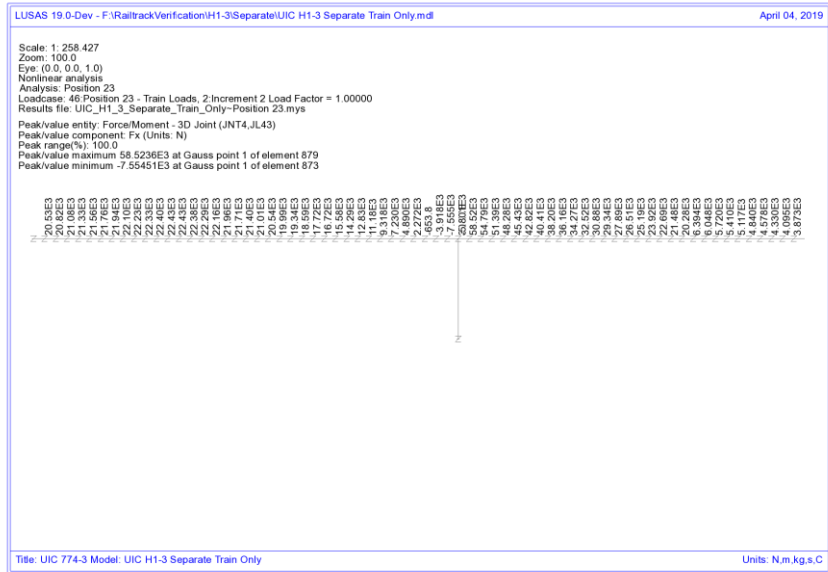 LUSAS 19.0-Dev - F:\RailtrackVerification\H1-3\Separate\UIC H1-3 Separate Train Only.mdl
April 04, 2019
Scale: 1: 258.427
Zoom: 100.0
Eye: (0.0, 0.0, 1.0)
Nonlinear analysis
Analysis: Position 23
Loadcase: 46:Position 23 - Train Loads, 2:Increment 2 Load Factor = 1.00000
Results file: UIC_H1_3_Separate_Train_Only~Position 23.mys
Peak/value entity: Force/Moment - 3D Joint (JNT4,JL43)
Peak/value component: Fx (Units: N)
Peak range(%): 100.0
Peak/value maximum 58.5236E3 at Gauss point 1 of element 879
Peak/value minimum -7.55451E3 at Gauss point 1 of element 873
20.53E3
20.82E3
21.08E3
21.33E3
21.56E3
21.76E3
21.94E3
22.10E3
22.23E3
22.33E3
22.40E3
22.43E3
22.43E3
22.38E3
22.29E3
22.16E3
21.96E3
21.71E3
21.40E3
21.01E3
20.54E3
19.99E3
19.34E3
18.59E3
17.72E3
16.72E3
15.58E3
14.29E3
12.83E3
11.18E3
9.318E3
7.230E3
4.890E3
2.272E3
-653.8
-3.918E3
-7.555E3
58.52E3
54.79E3
51.39E3
48.28E3
45.43E3
42.82E3
40.41E3
38.20E3
36.16E3
34.27E3
32.52E3
30.88E3
29.34E3
27.89E3
26.51E3
25.19E3
23.92E3
22.69E3
21.48E3
20.28E3
6.394E3
6.048E3
5.720E3
5.410E3
5.117E3
4.840E3
4.578E3
4.330E3
4.095E3
3.873E3
Title: UIC 774-3 Model: UIC H1-3 Separate Train Only
Units: N,m,kg,s,C